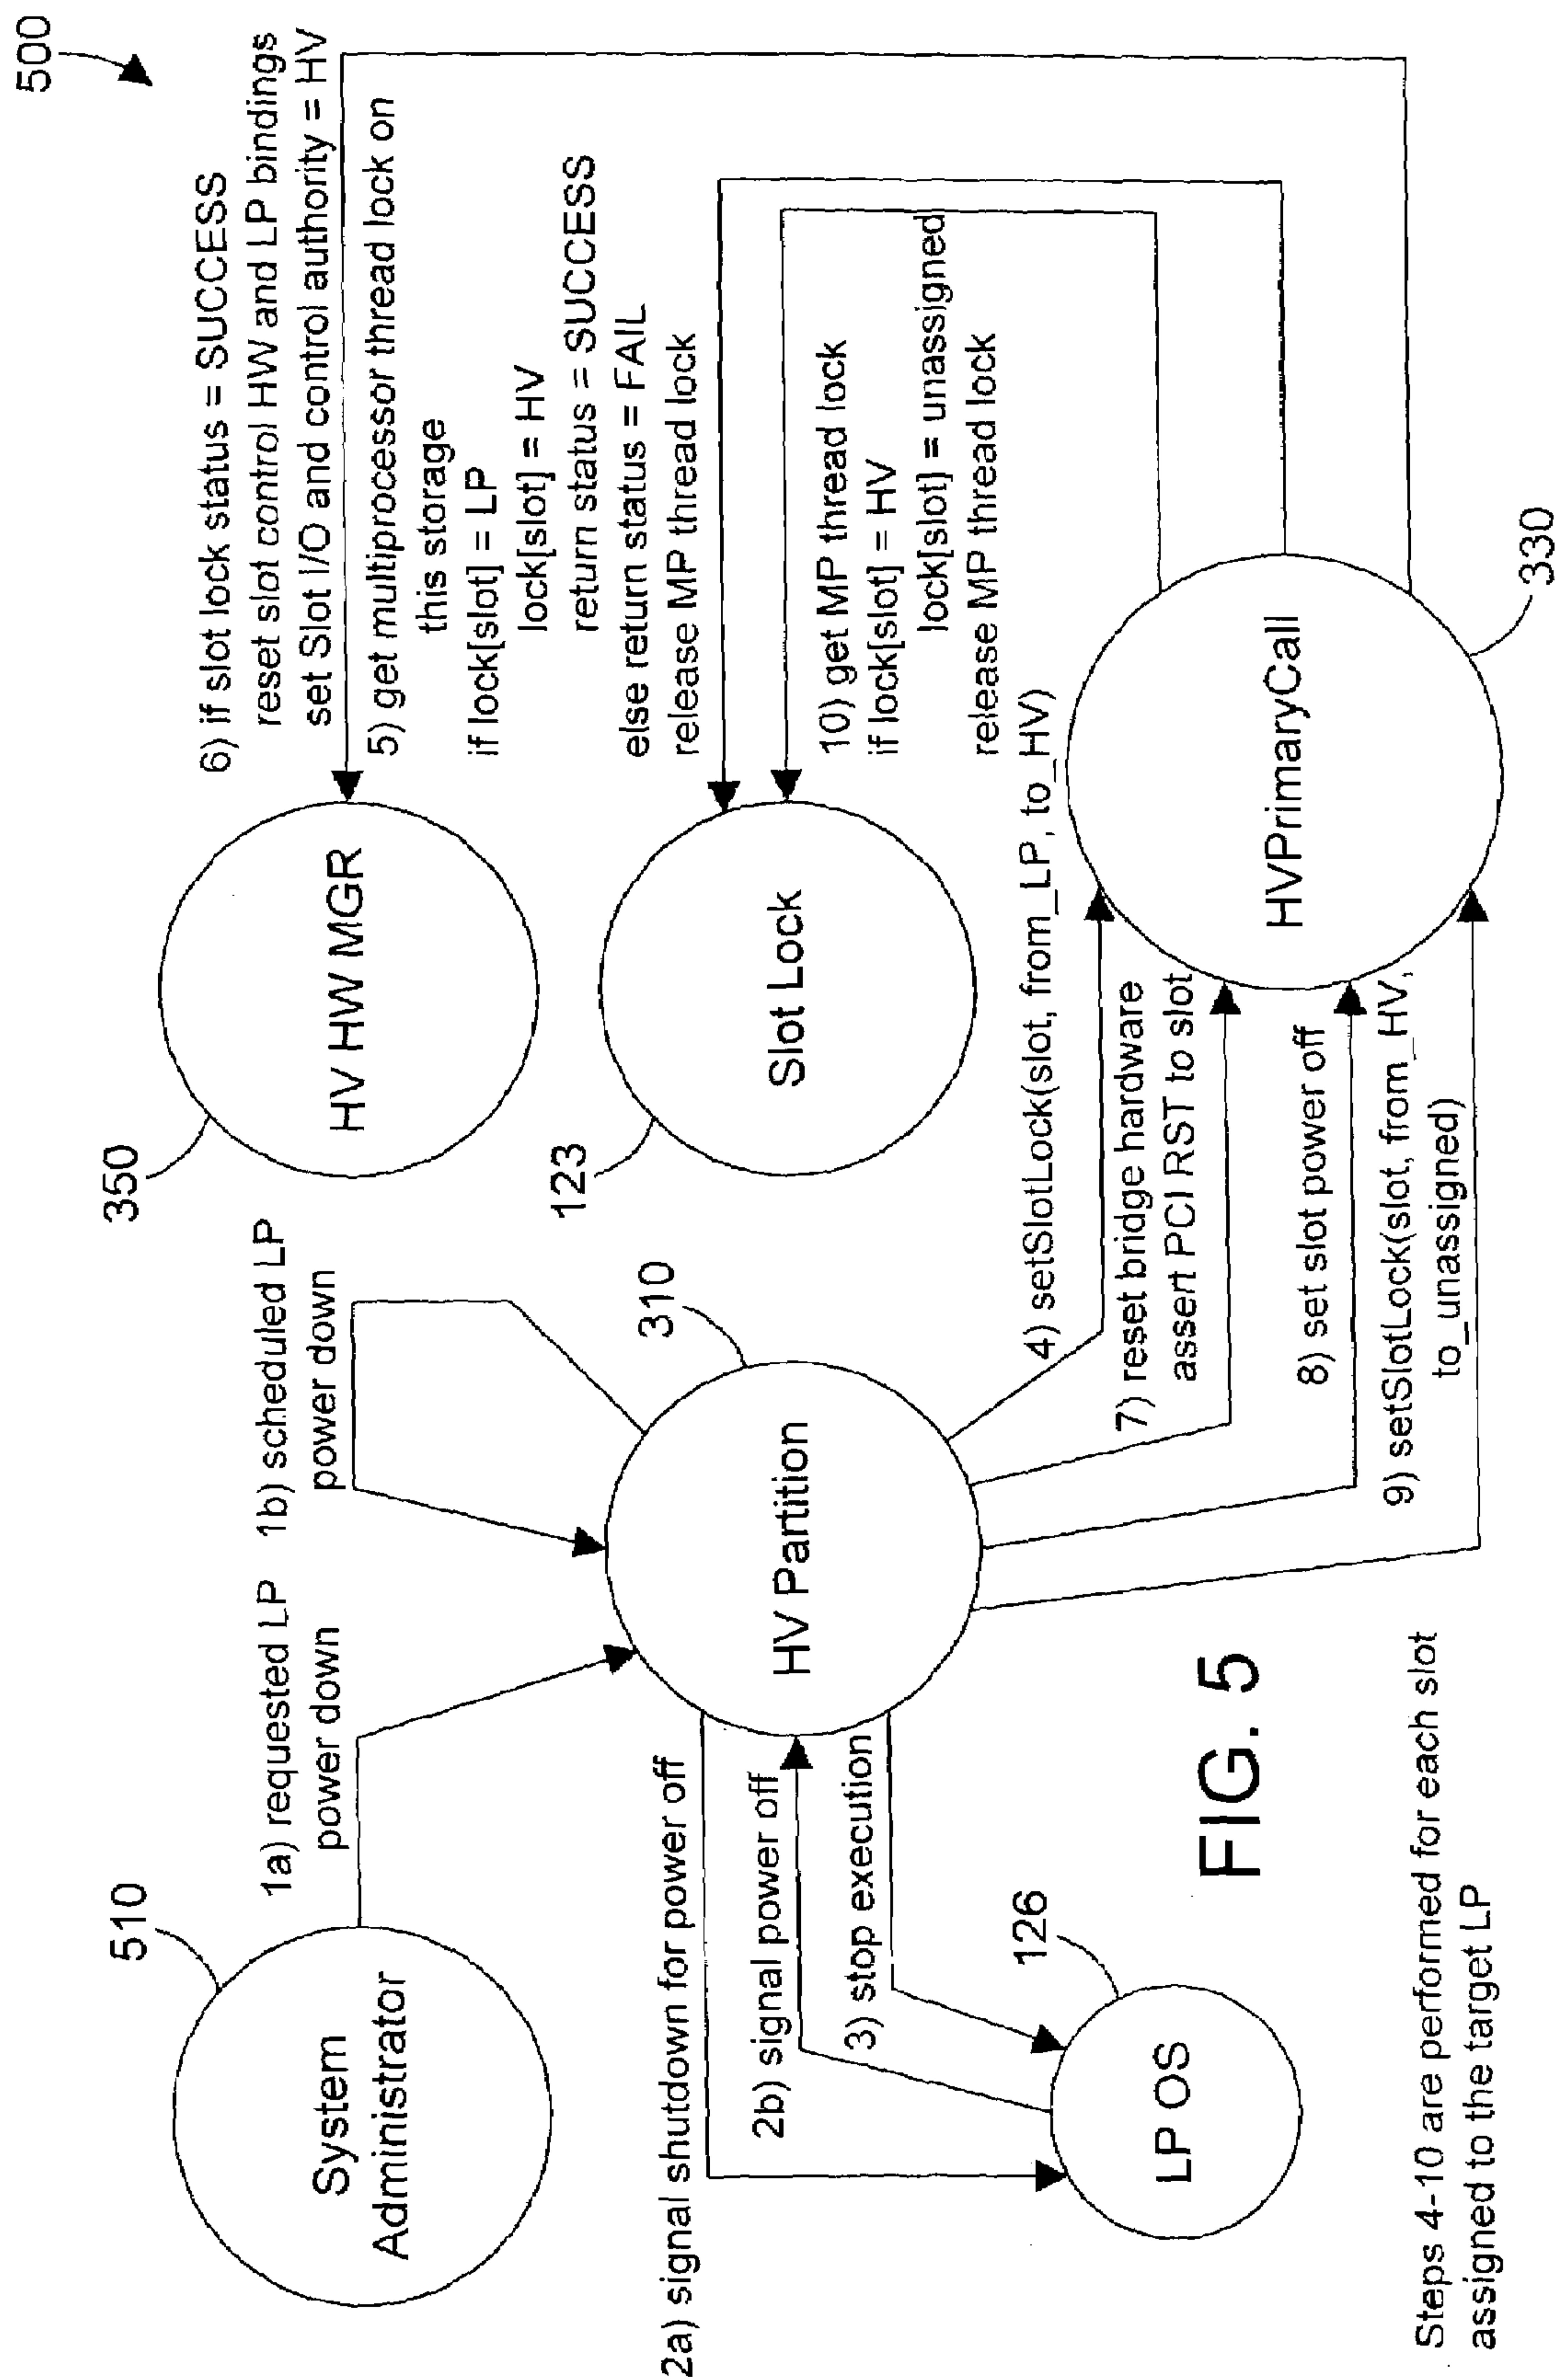 500
6) if slot lock status = SUCCESS
reset slot control HW and LP bindings
set Slot I/O and control authority = HV
5) get multiprocessor thread lock on
this storage
if lock[slot] = LP
lock[slot] = HV
return status = SUCCESS
else return status = FAIL
release MP thread lock
10) get MP thread lock
if lock[slot] = HV
lock[slot] = unassigned
release MP thread lock
350
HV HW MGR
123
Slot Lock
HVPrimaryCall
330
4) setSlotLock(slot, from_LP, to_HV)
7) reset bridge hardware
assert PCI RST to slot
8) set slot power off
9) setSlotLock(slot, from_HV,
to_unassigned)
1a) requested LP
power down
1b) scheduled LP
power down
310
HV Partition
510
System
Administrator
2a) signal shutdown for power off
2b) signal power off
3) stop execution
126
LP OS
FIG. 5
Steps 4-10 are performed for each slot
assigned to the target LP